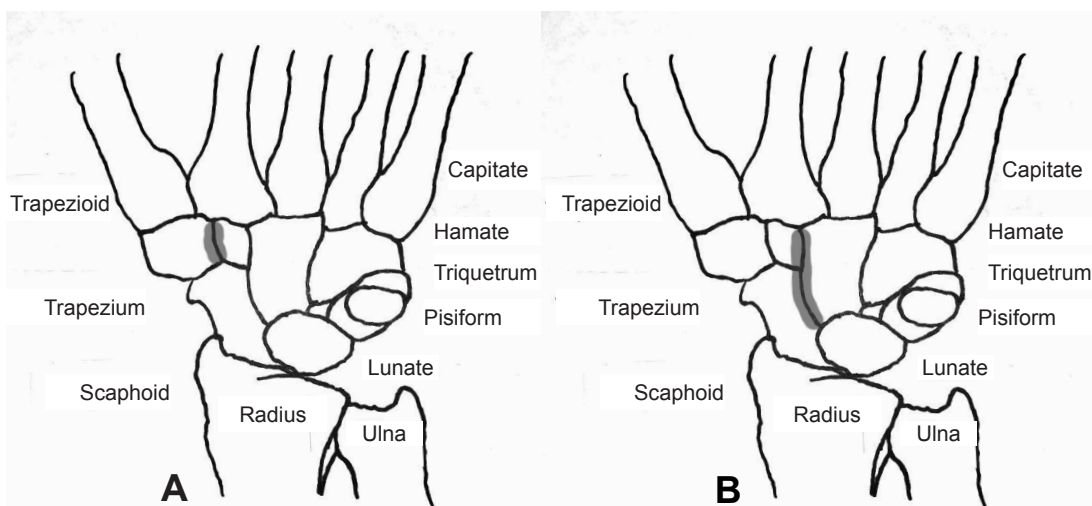 Capitate
Trapezioid
Hamate
Triquetrum
Trapezium
Pisiform
Lunate
Scaphoid
Radius
Ulna
A
Capitate
Trapezioid
Hamate
Triquetrum
Trapezium
Pisiform
Lunate
Scaphoid
Radius
Ulna
B